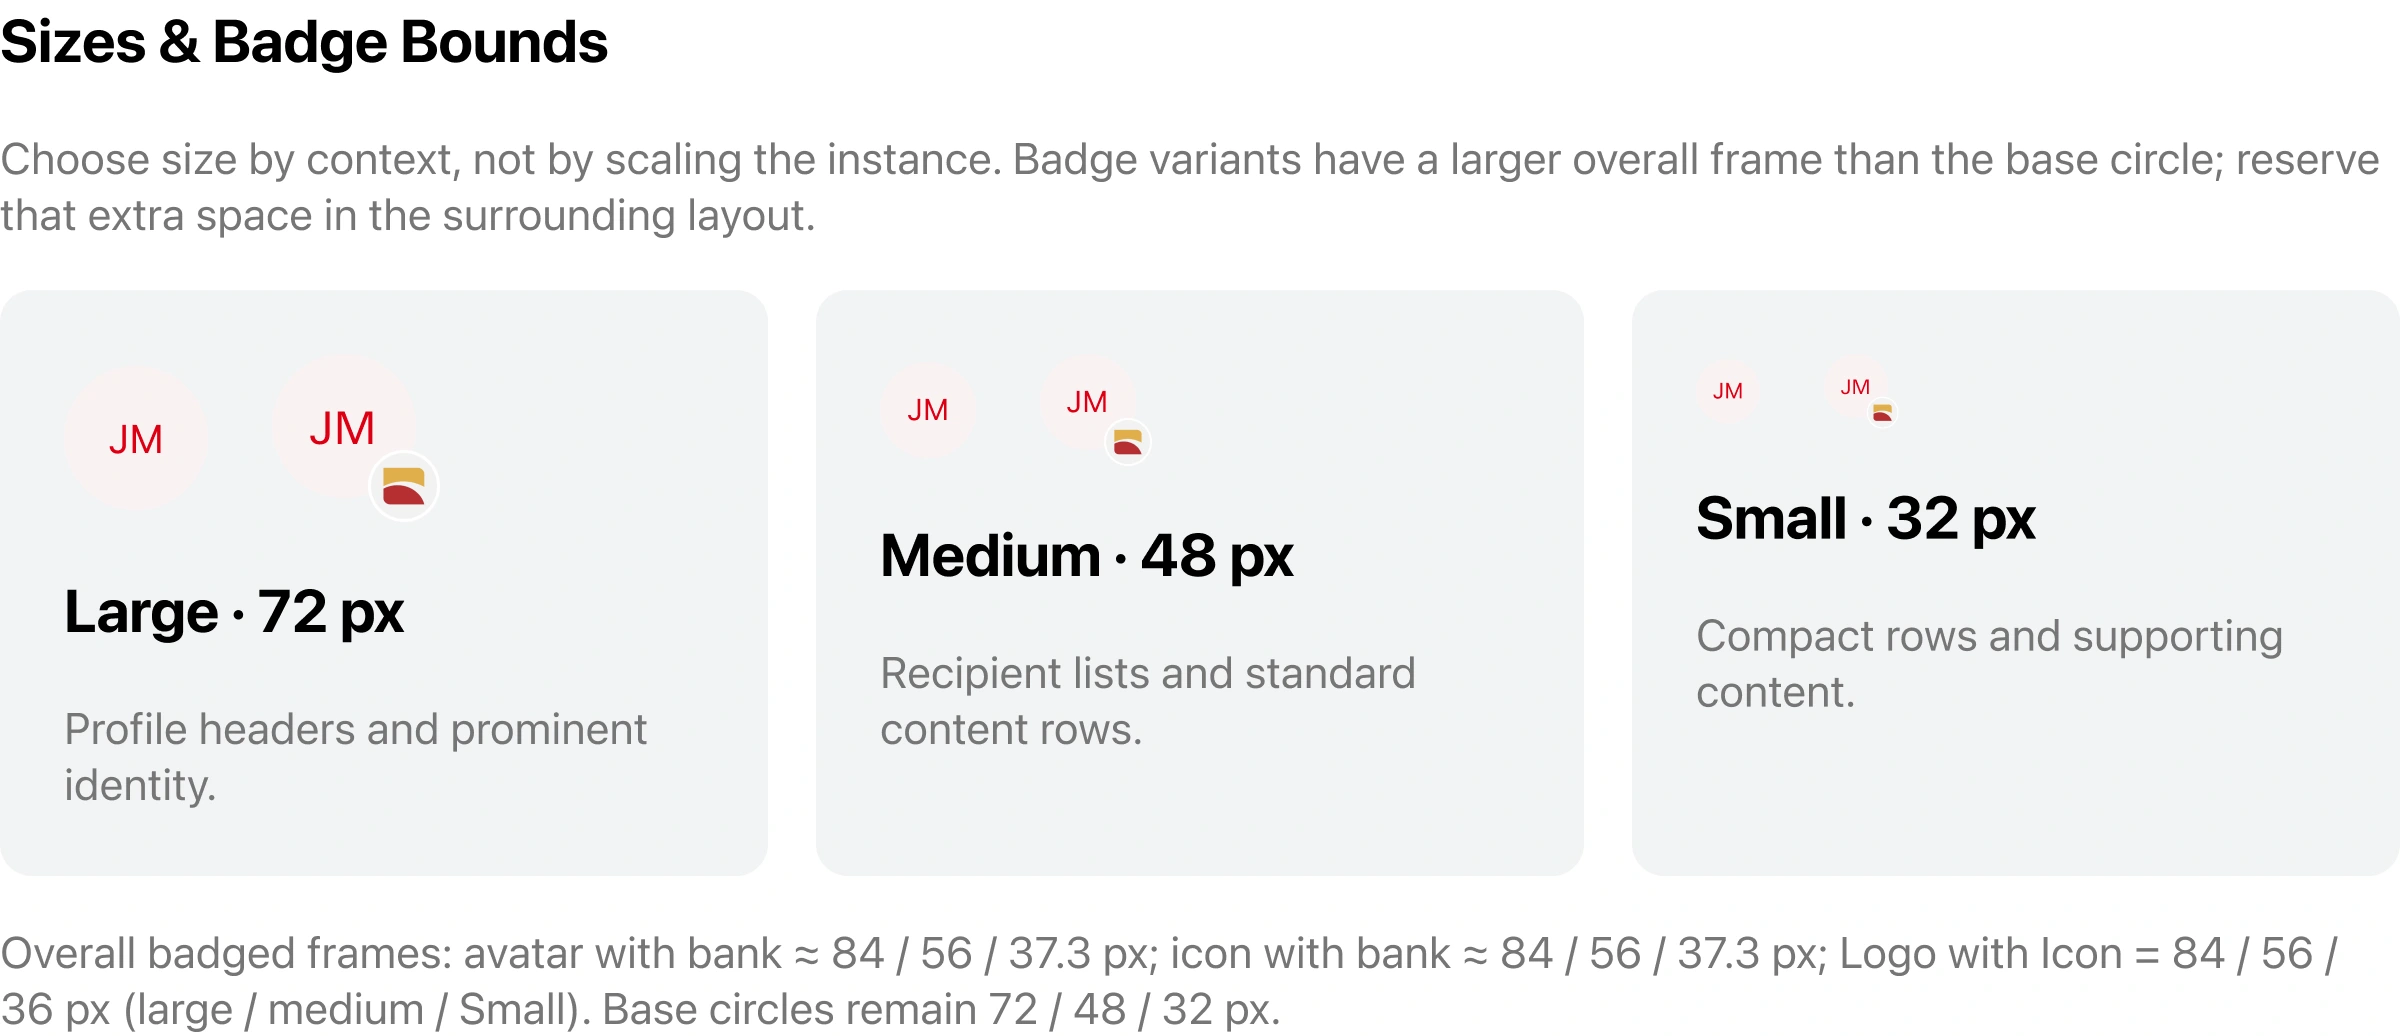 Sizes & Badge Bounds
Choose size by context, not by scaling the instance. Badge variants have a larger overall frame than the base circle; reserve
that extra space in the surrounding layout.
JM
JM
Large · 72 px
Profile headers and prominent
identity.
JM
JM
Medium · 48 px
Recipient lists and standard
content rows.
JM
JM
Small · 32 px
Compact rows and supporting
content.
Overall badged frames: avatar with bank ≈ 84 / 56 / 37.3 px; icon with bank ≈ 84 / 56 / 37.3 px; Logo with Icon = 84 / 56 /
36 px (large / medium / Small). Base circles remain 72 / 48 / 32 px.